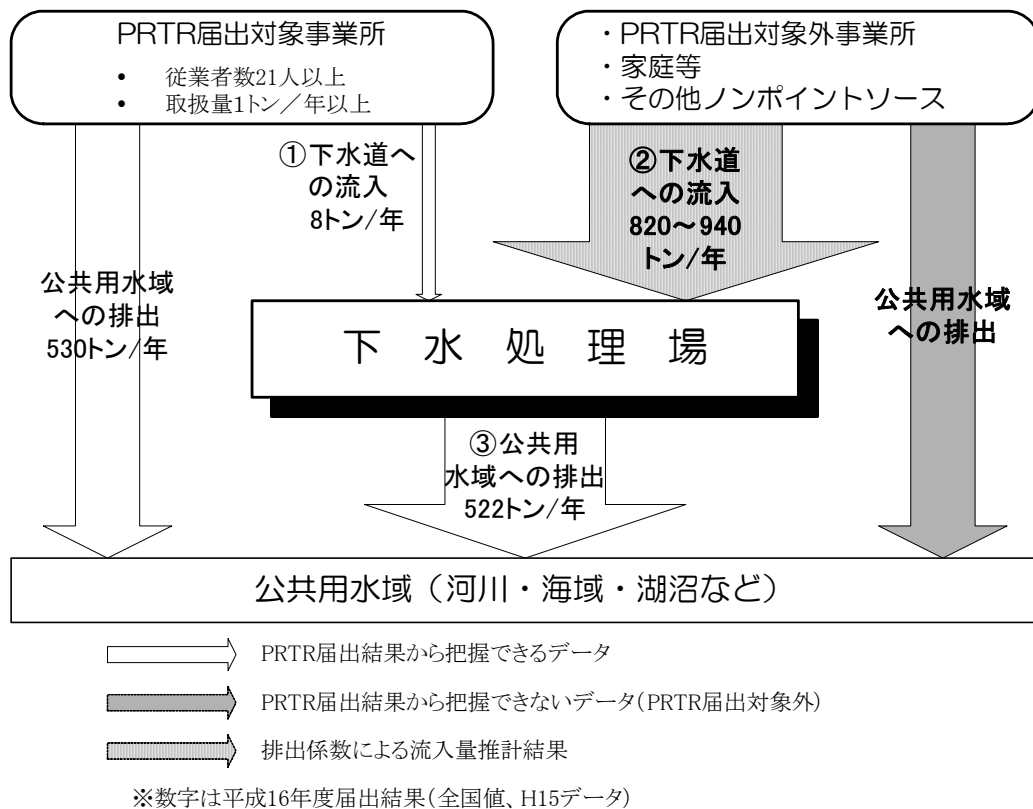 PRTR届出対象事業所
• 従業者数21人以上
• 取扱量1トン／年以上
・PRTR届出対象外事業所
・家庭等
・その他ノンポイントソース
①下水道へ
の流入
8トン/年
②下水道
への流入
820～940
トン/年
公共用水域
への排出
530トン/年
公共用水域
への排出
下水処理場
③公共用
水域への排出
522トン/年
公共用水域（河川・海域・湖沼など）
PRTR届出結果から把握できるデータ
PRTR届出結果から把握できないデータ(PRTR届出対象外)
排出係数による流入量推計結果
※数字は平成16年度届出結果(全国値、H15データ)